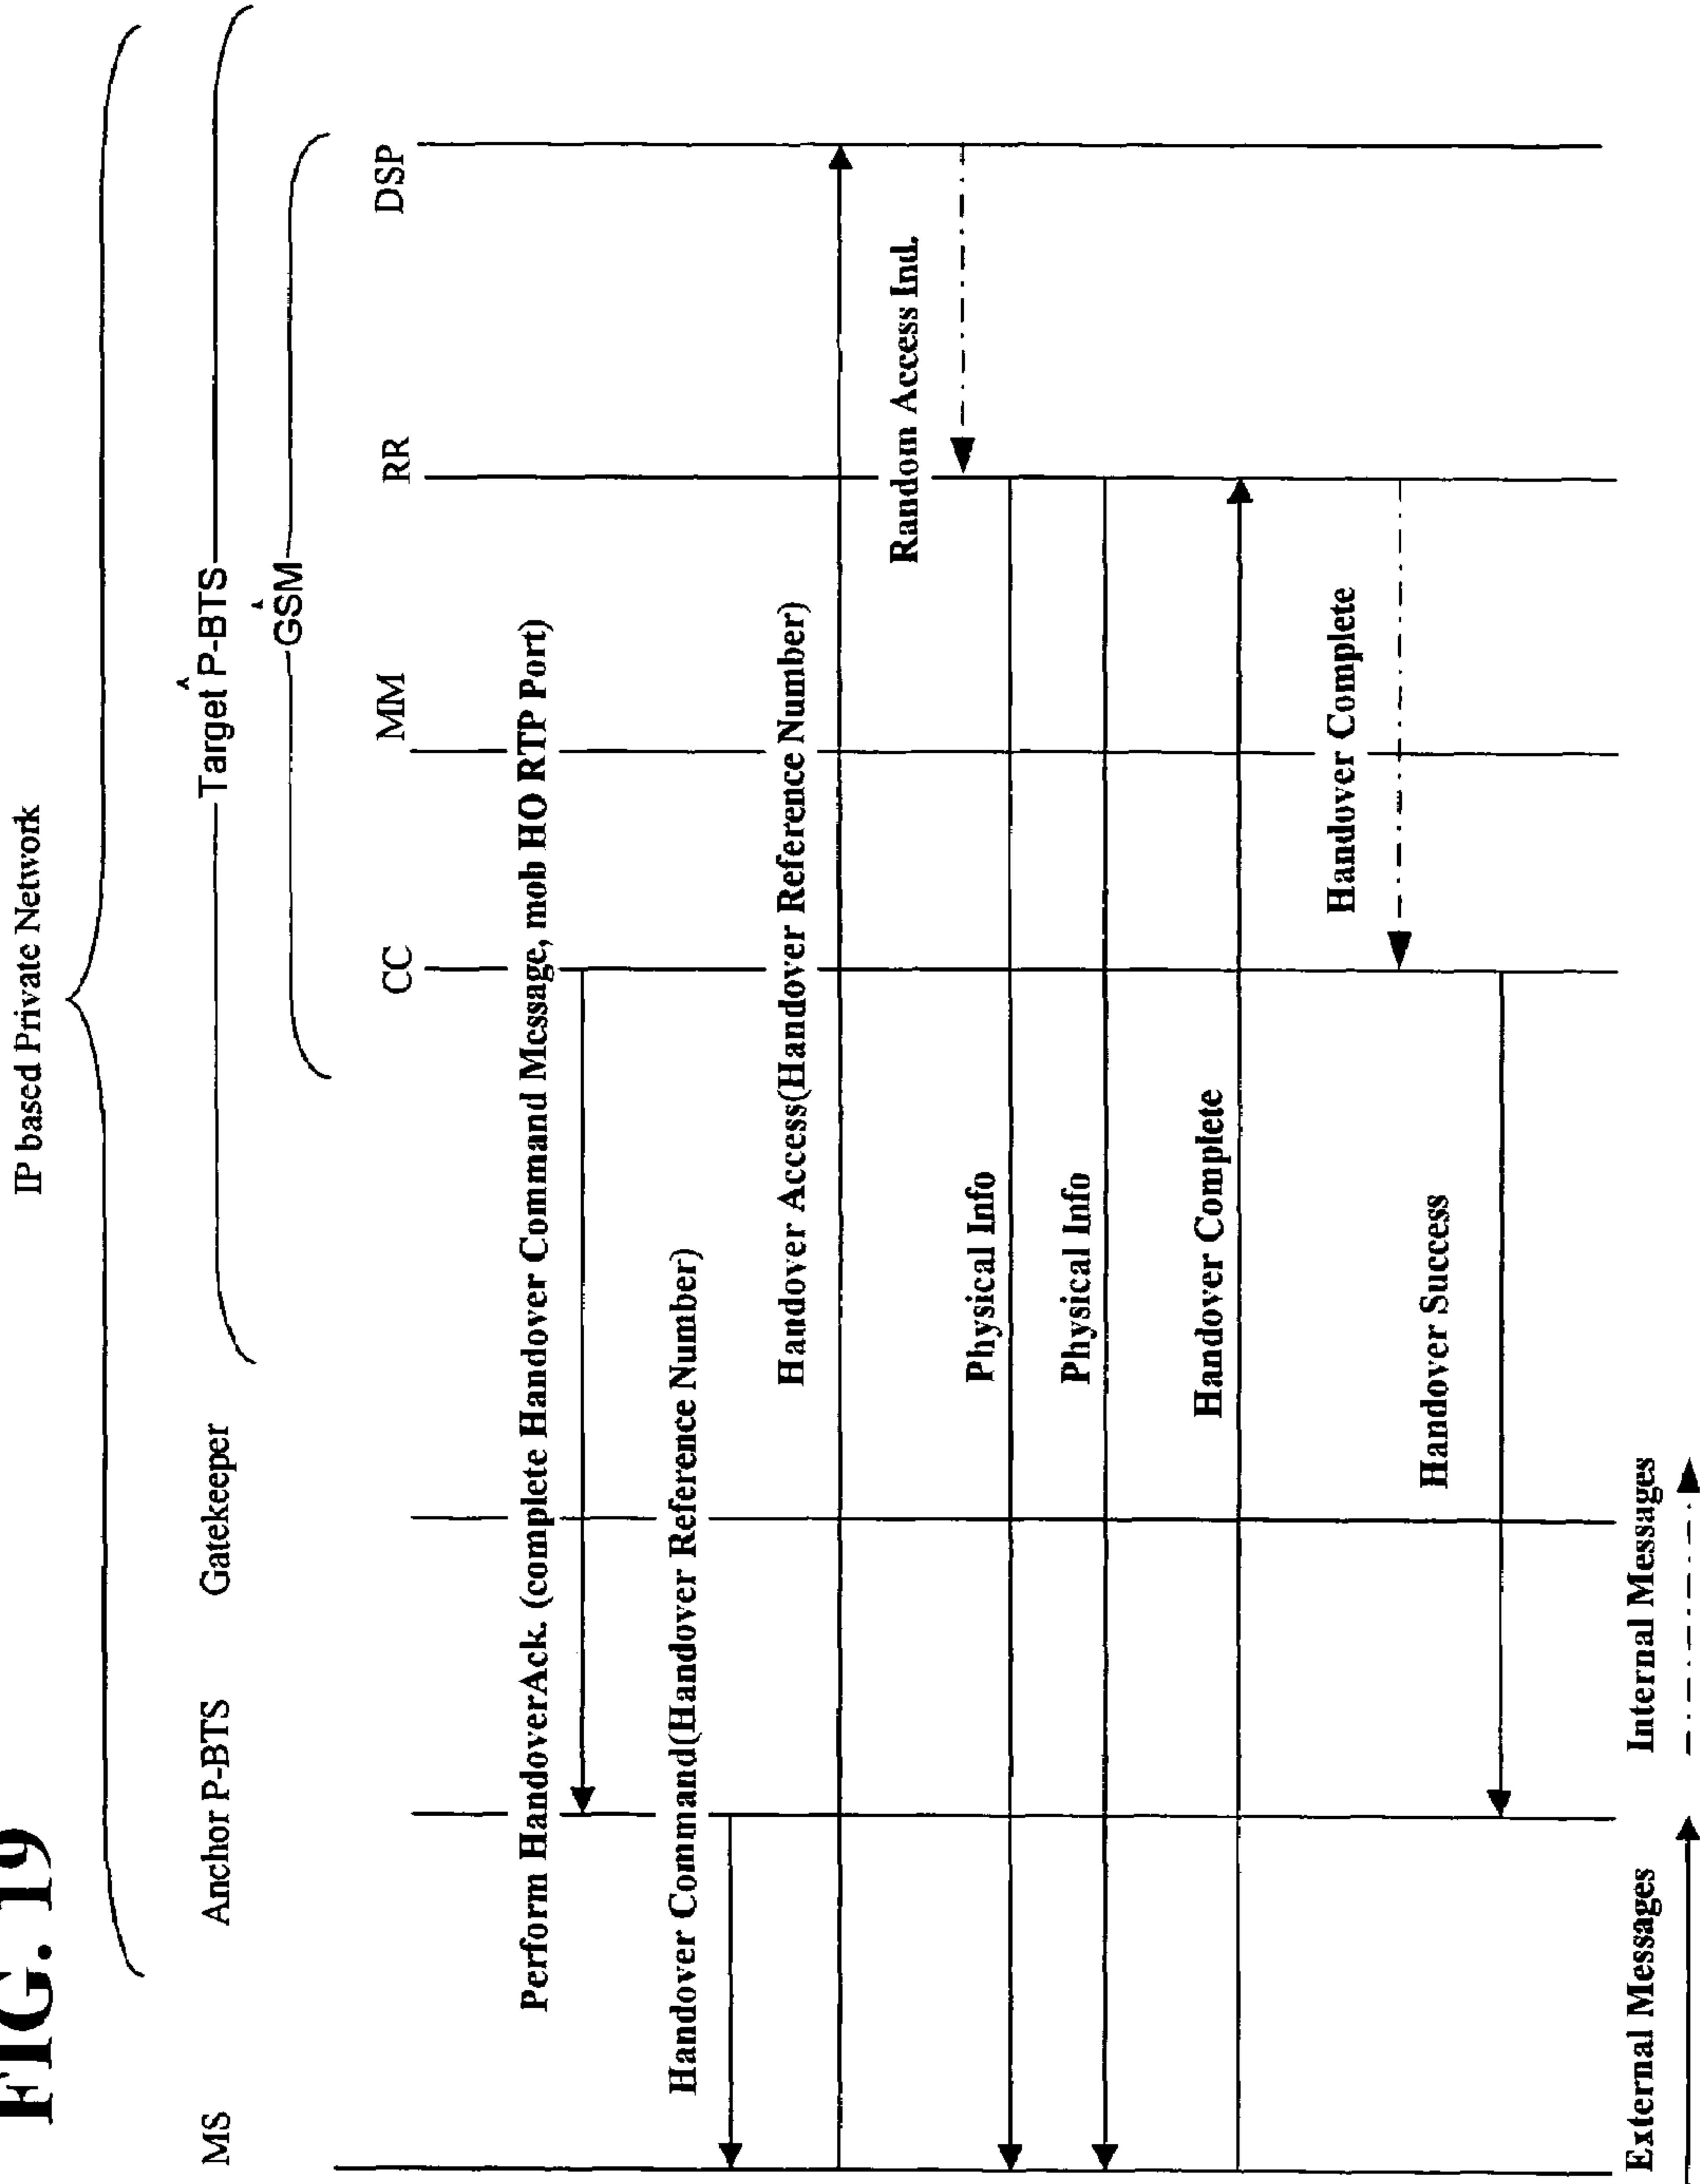 FIG. 19
IP based Private Network
MS
Anchor P-BTS
Gatekeeper
Target P-BTS
GSM
CC
MM
RR
DSP
Perform HandoverAck. (complete Handover Command Message, mob HO RTP Port)
Handover Command(Handover Reference Number)
Handover Access(Handover Reference Number)
Random Access Ind.
Physical Info
Physical Info
Handover Complete
Handover Complete
Handover Success
External Messages
Internal Messages